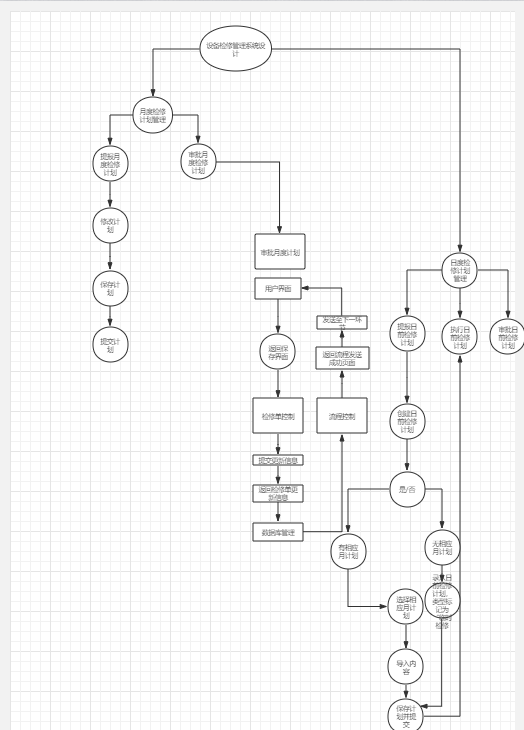 设备检修管理系统设
计
月度检修
计划管理
提报月
度检修
计划
审批月
度检修
计划
修改计
划
保存计
划
提交计
划
审批月度计划
用户界面
返回保
存界面
检修单控制
提交更新信息
返回检修单更
新信息
数据库管理
发送至下一环
节
返回流程发送
成功页面
流程控制
日度检
修计划
管理
提报日
前检修
计划
执行日
前检修
计划
审批日
前检修
计划
创建日
前检修
计划
是/否
有相应
月计划
无相应
月计划
选择相
应月计
划
日
前检修
计划,
类型标
记为
检修
导入内
容
保存计
划并提
交